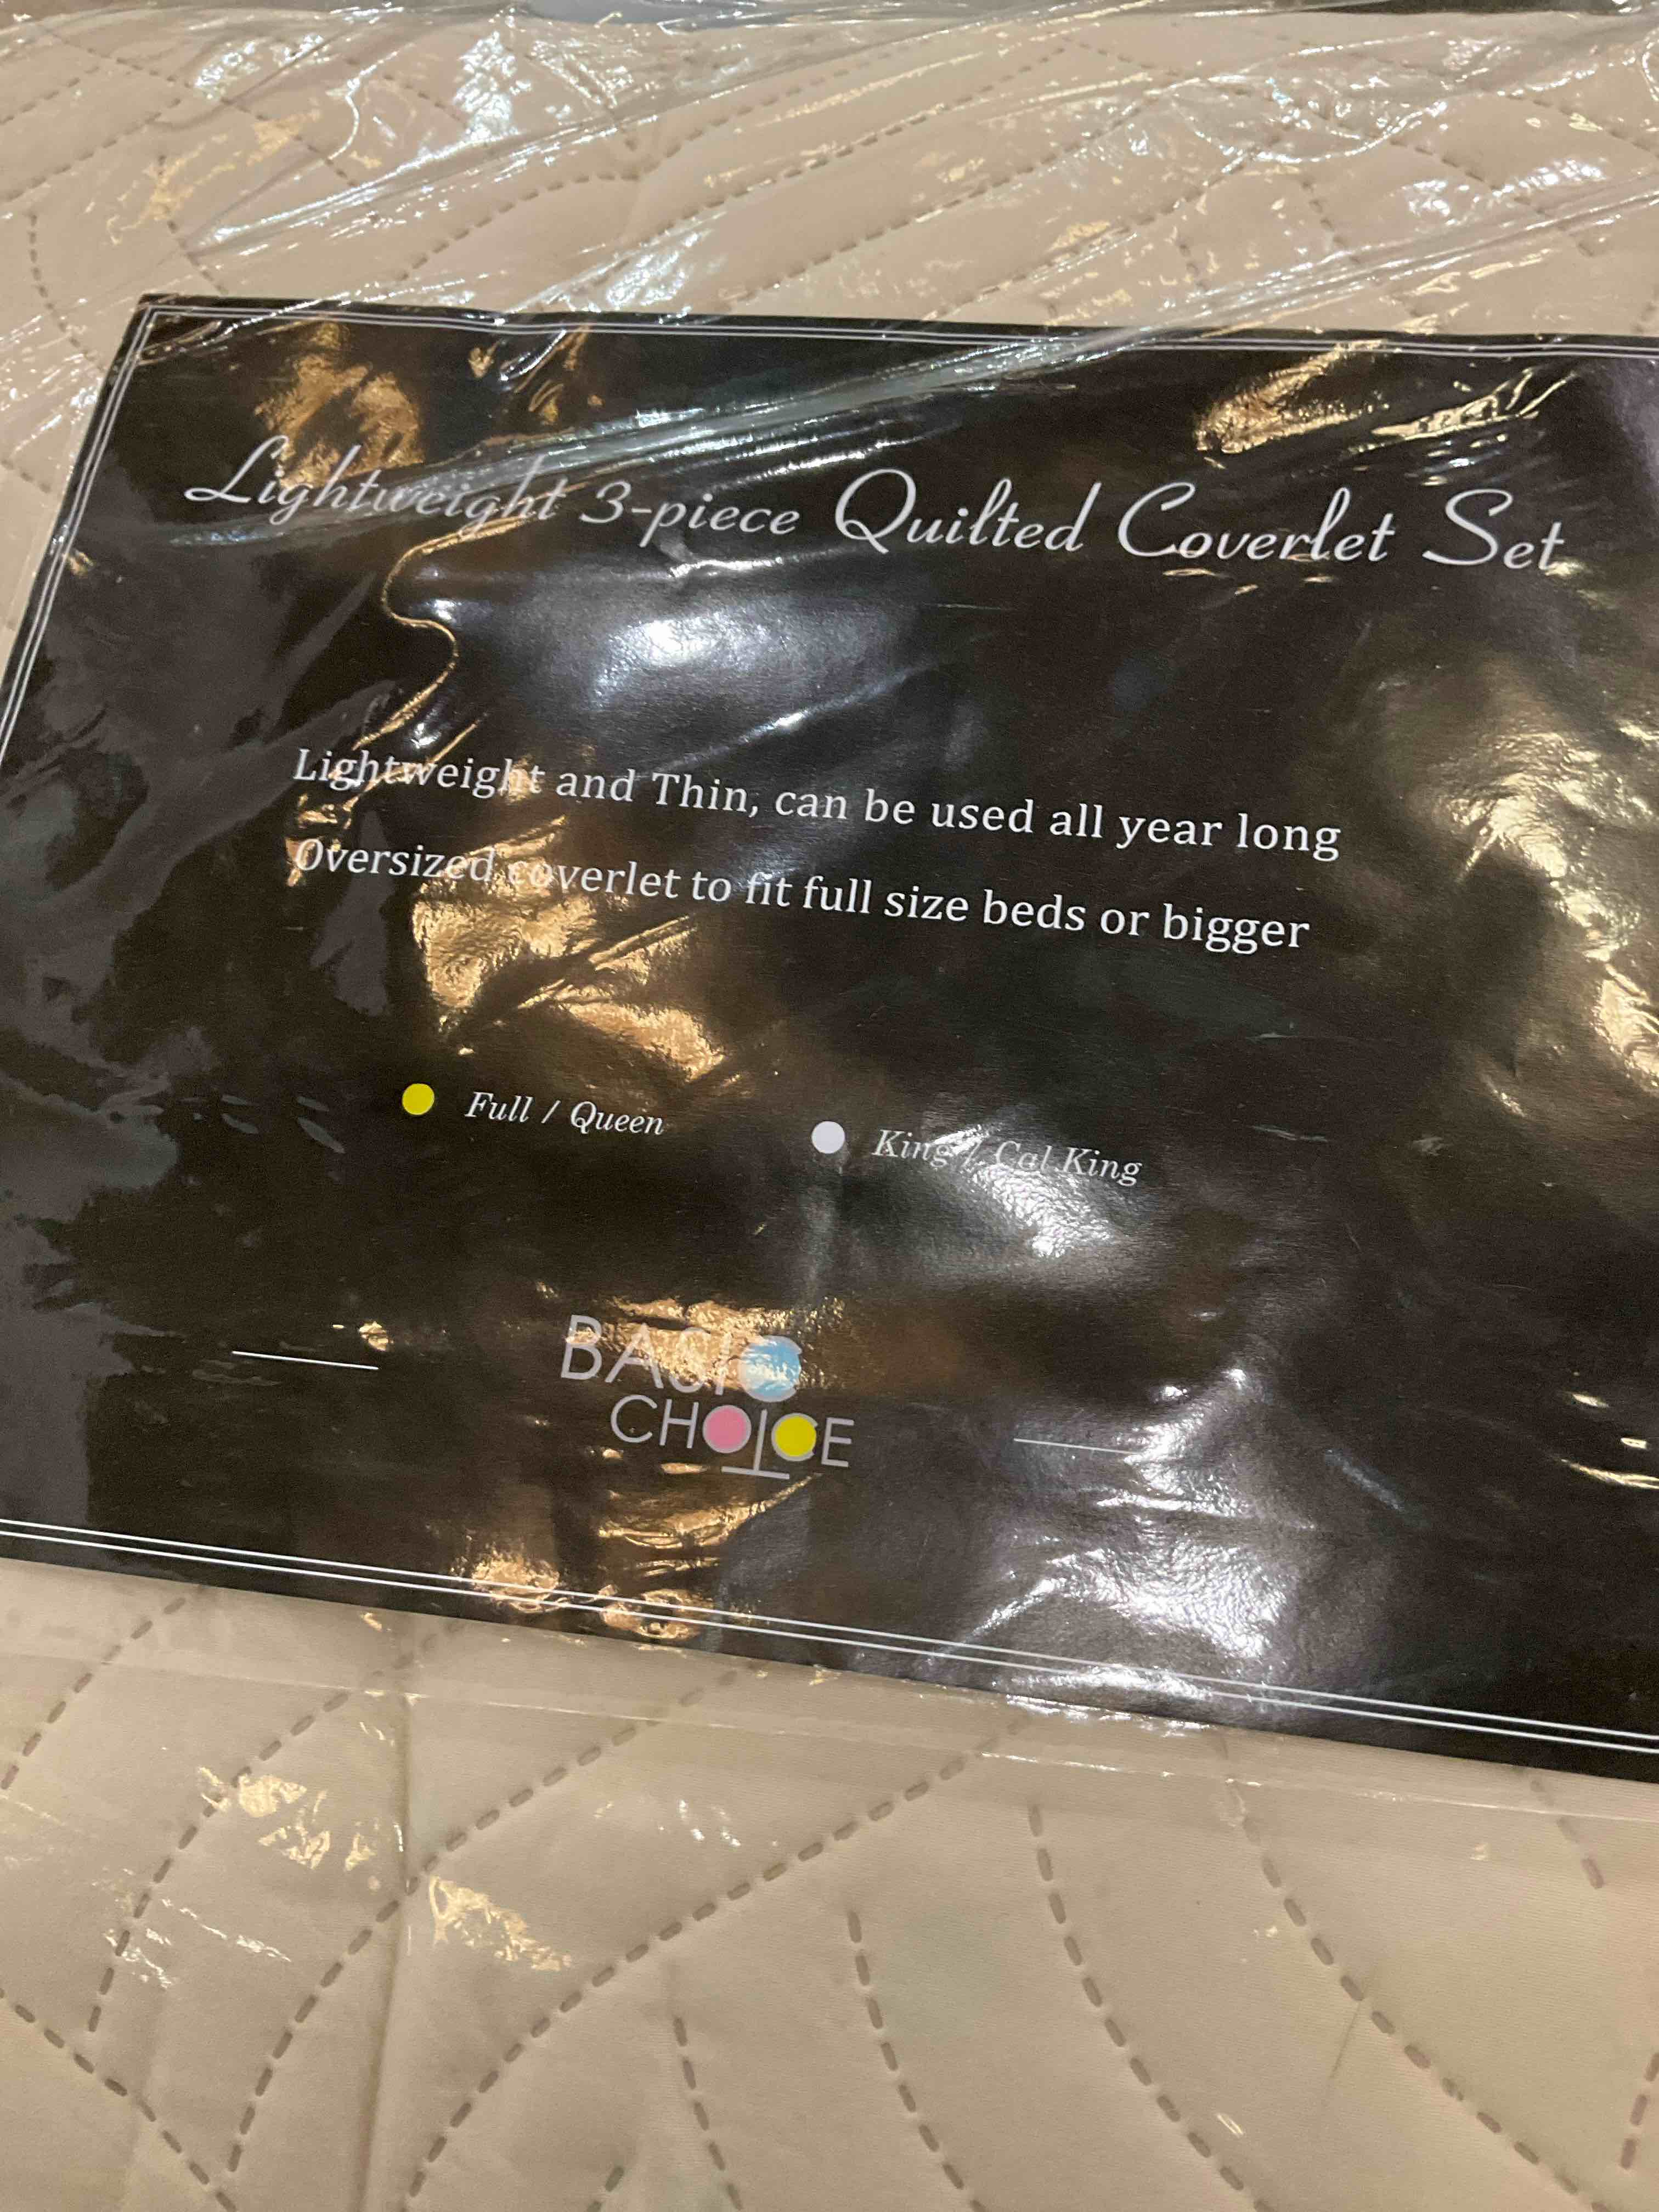 Lightweight 3-piece Quilted Coverlet Set
Lightweight and Thin, can be used all year long
Oversized coverlet to fit full size beds or bigger
Full / Queen
King / Cal King
BASIC
CHOICE